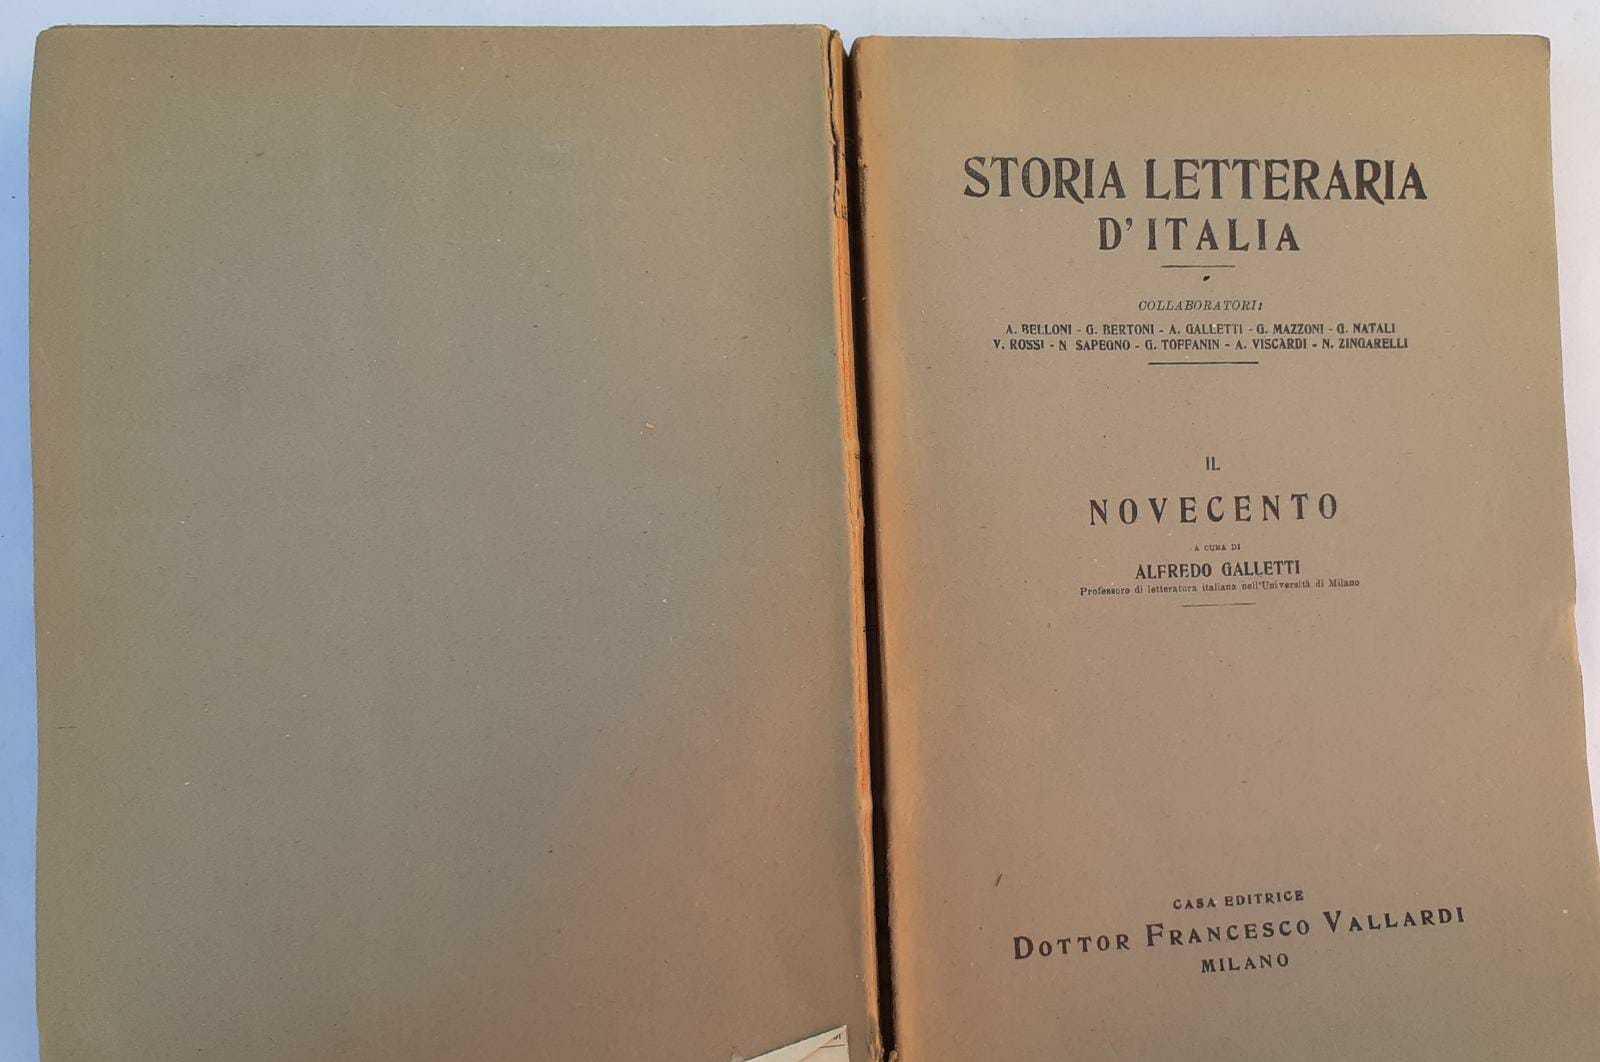 STORIA LETTERARIA
D'ITALIA
COLLABORATORI:
A. BELLONI - G. BERTONI - A. GALLETTI - G. MAZZONI - G. NATALI
V. ROSSI - N SAPEGNO - G. TOFFANIN - A. VISCARDI - N. ZINGARELLI
IL
NOVECENTO
A CURA DI
ALFREDO GALLETTI
Professore di letteratura italiana nell'Università di Milano
CASA EDITRICE
DOTTOR FRANCESCO VALLARDI
MILANO